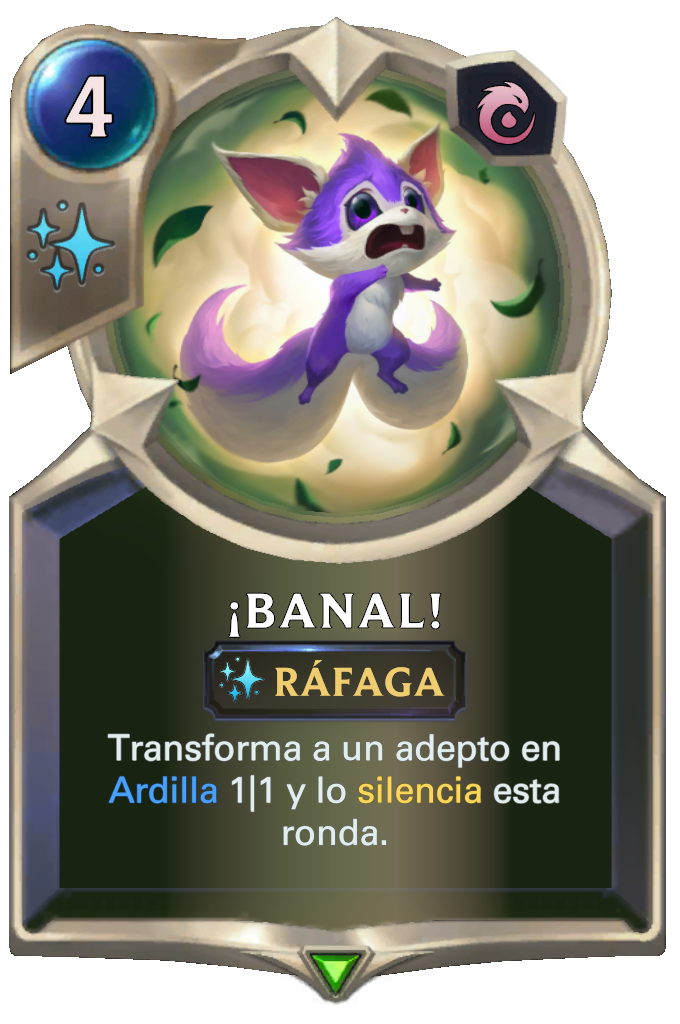 4
¡BANAL!
RÁFAGA
Transforma a un adepto en
Ardilla 1|1 y lo silencia esta
ronda.